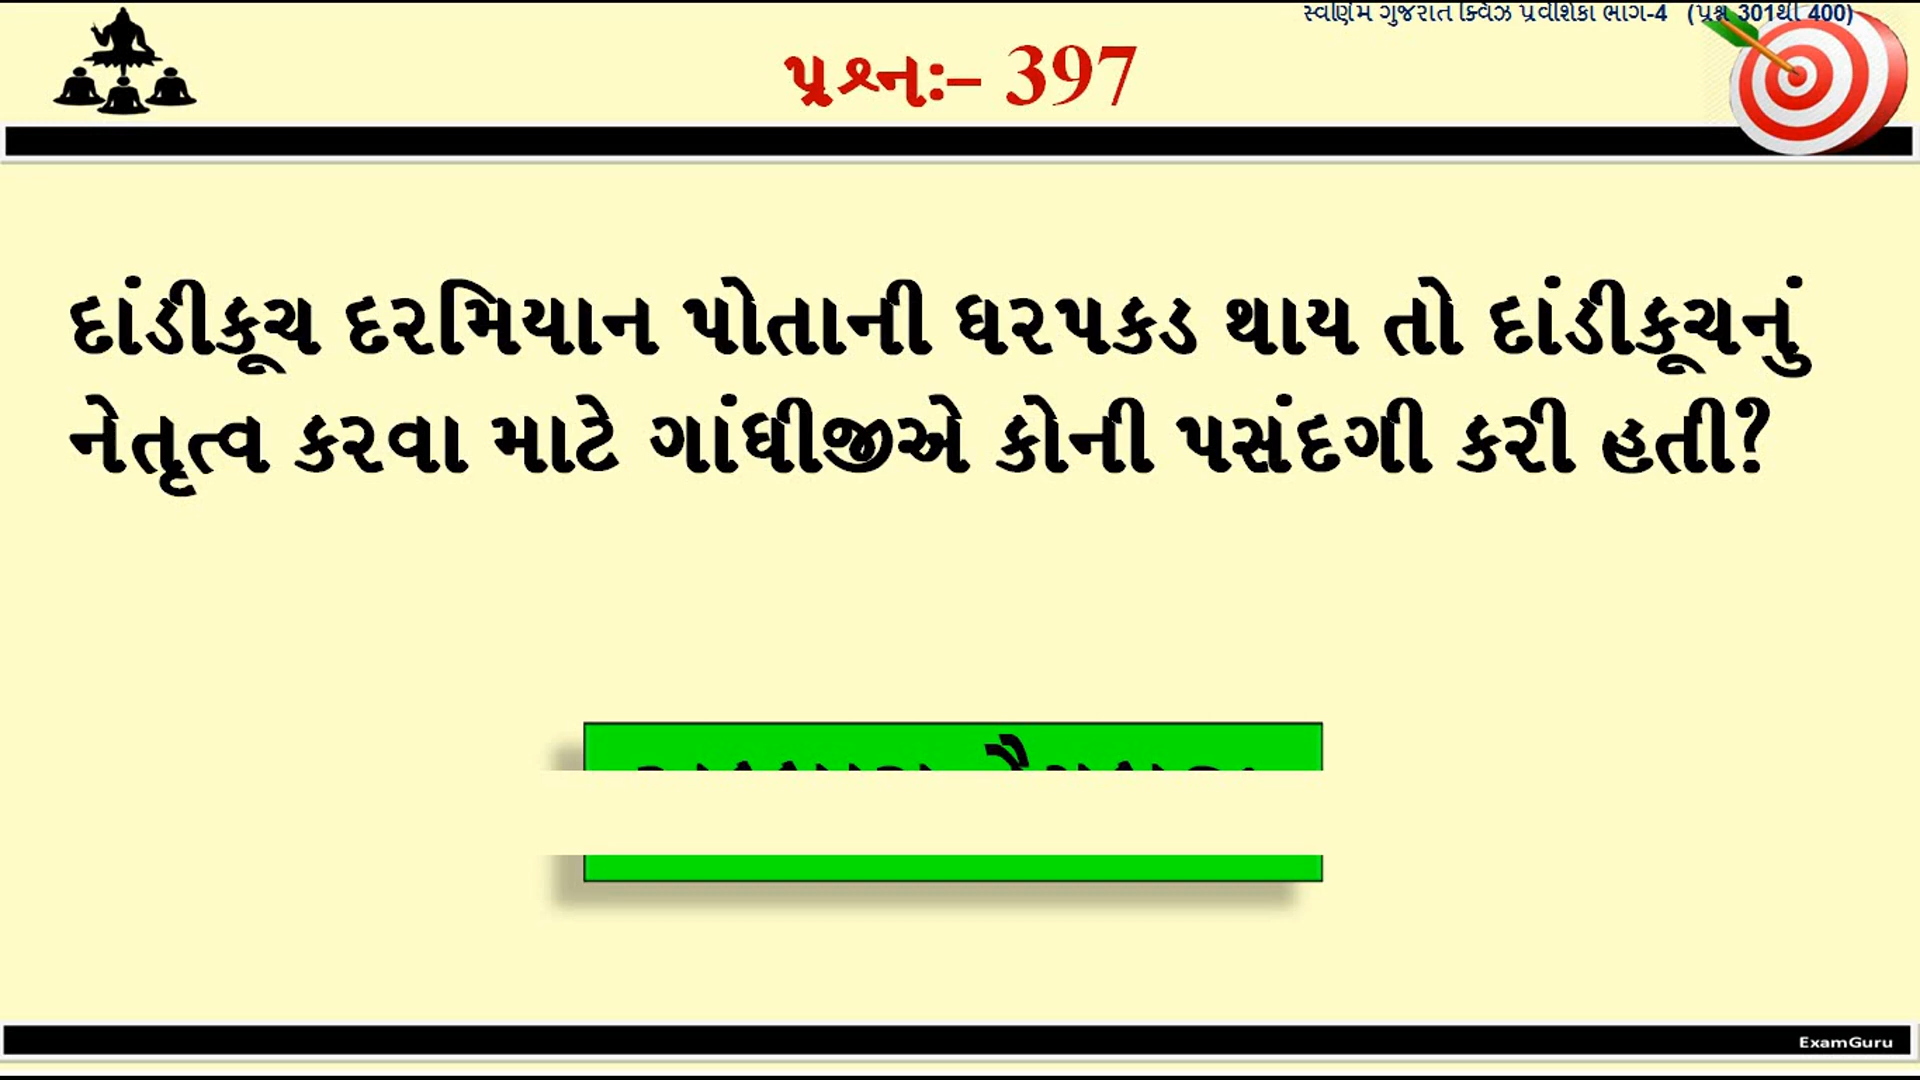 સ્વર્ણિમ ગુજરાત ક્વિઝ પ્રવેશિકા ભાગ-4 (પ્રશ્ન 301થી 400)
પ્રશ્નઃ– 397
દાંડીકૂચ દરમિયાન પોતાની ધરપકડ થાય તો દાંડીકૂચનું
નેતૃત્વ કરવા માટે ગાંધીજીએ કોની પસંદગી કરી હતી?
ExamGuru